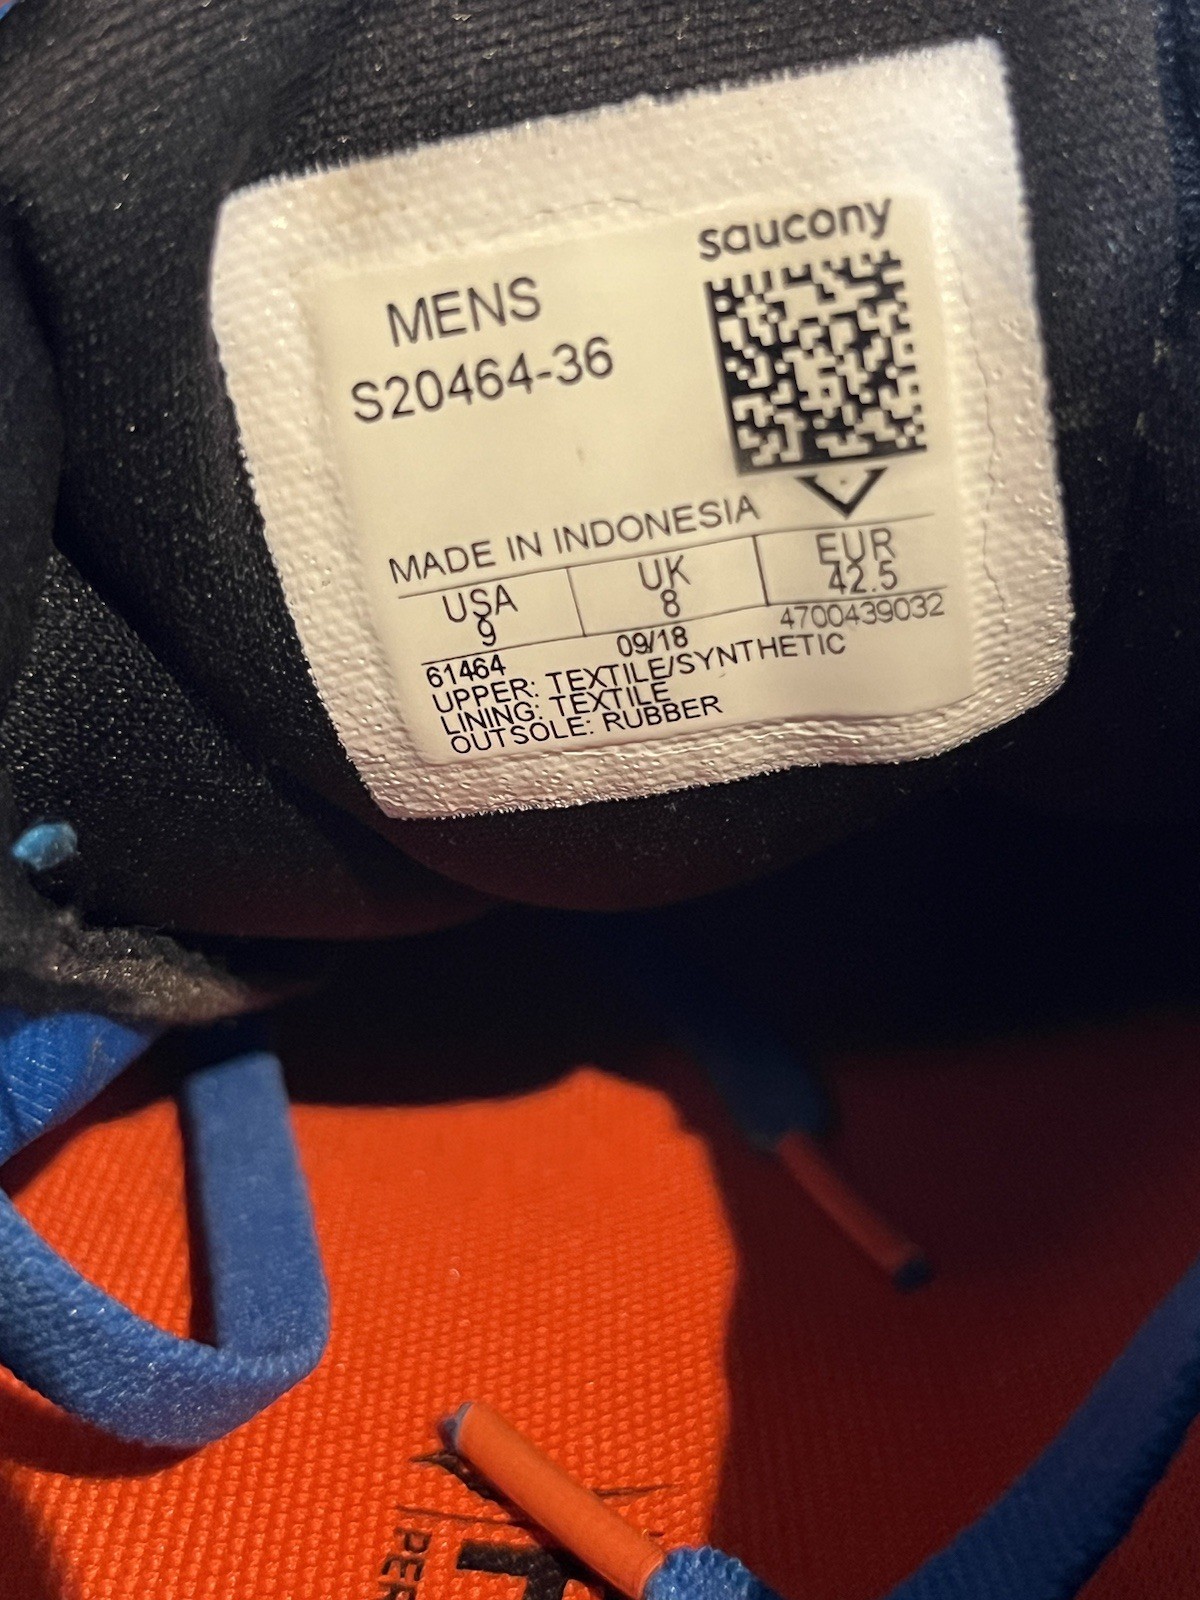 saucony
MENS
S20464-36
MADE IN INDONESIA
USA UK EUR
9 8 42.5
61464 09/18 4700439032
UPPER: TEXTILE/SYNTHETIC
LINING: TEXTILE
OUTSOLE: RUBBER